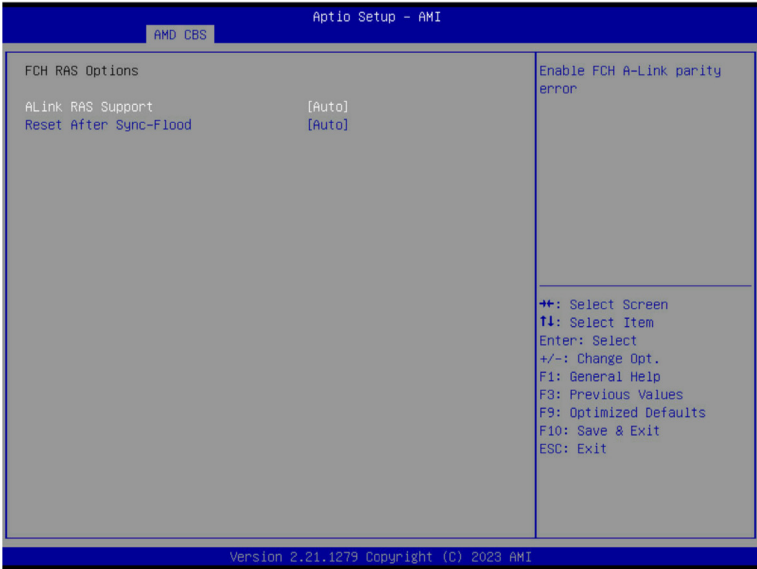 Aptio Setup - AMI
AMD CBS
FCH RAS Options
ALink RAS Support [Auto]
Reset After Sync-Flood [Auto]
Enable FCH A-Link parity
error
→←: Select Screen
↑↓: Select Item
Enter: Select
+/-: Change Opt.
F1: General Help
F3: Previous Values
F9: Optimized Defaults
F10: Save & Exit
ESC: Exit
Version 2.21.1279 Copyright (C) 2023 AMI